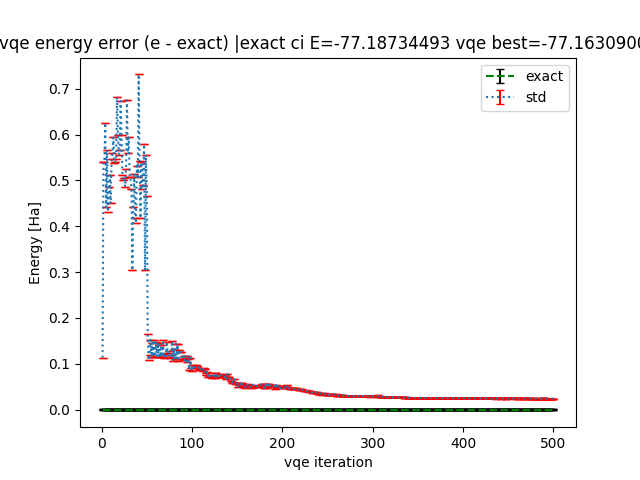 vqe energy error (e - exact) |exact ci E=-77.18734493 vqe best=-77.1630900
exact
std
Energy [Ha]
0.7
0.6
0.5
0.4
0.3
0.2
0.1
0.0
0 100 200 300 400 500
vqe iteration